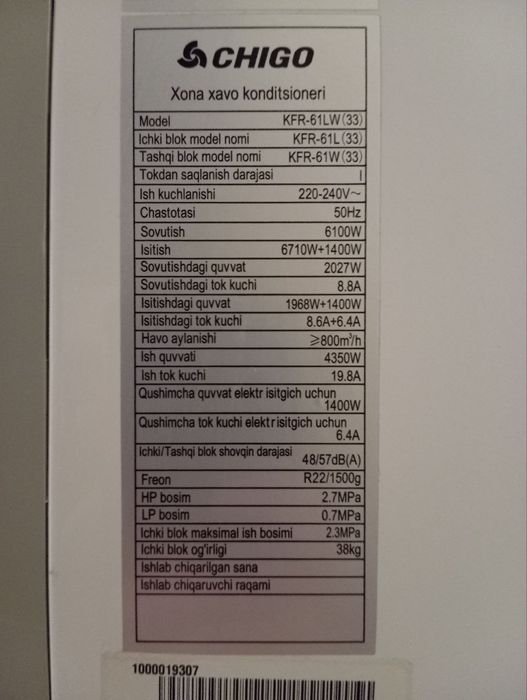 CHIGO
Xona xavo konditsioneri
Model KFR-61LW(33)
Ichki blok model nomi KFR-61L(33)
Tashqi blok model nomi KFR-61W(33)
Tokdan saqlanish darajasi I
Ish kuchlanishi 220-240V~
Chastotasi 50Hz
Sovutish 6100W
Isitish 6710W+1400W
Sovutishdagi quvvat 2027W
Sovutishdagi tok kuchi 8.8A
Isitishdagi quvvat 1968W+1400W
Isitishdagi tok kuchi 8.6A+6.4A
Havo aylanishi ≥800m³/h
Ish quvvati 4350W
Ish tok kuchi 19.8A
Qushimcha quvvat elektr isitgich uchun
1400W
Qushimcha tok kuchi elektr isitgich uchun
6.4A
Ichki/Tashqi blok shovqin darajasi 48/57dB(A)
Freon R22/1500g
HP bosim 2.7MPa
LP bosim 0.7MPa
Ichki blok maksimal ish bosimi 2.3MPa
Ichki blok og'irligi 38kg
Ishlab chiqarilgan sana
Ishlab chiqaruvchi raqami
1000019307